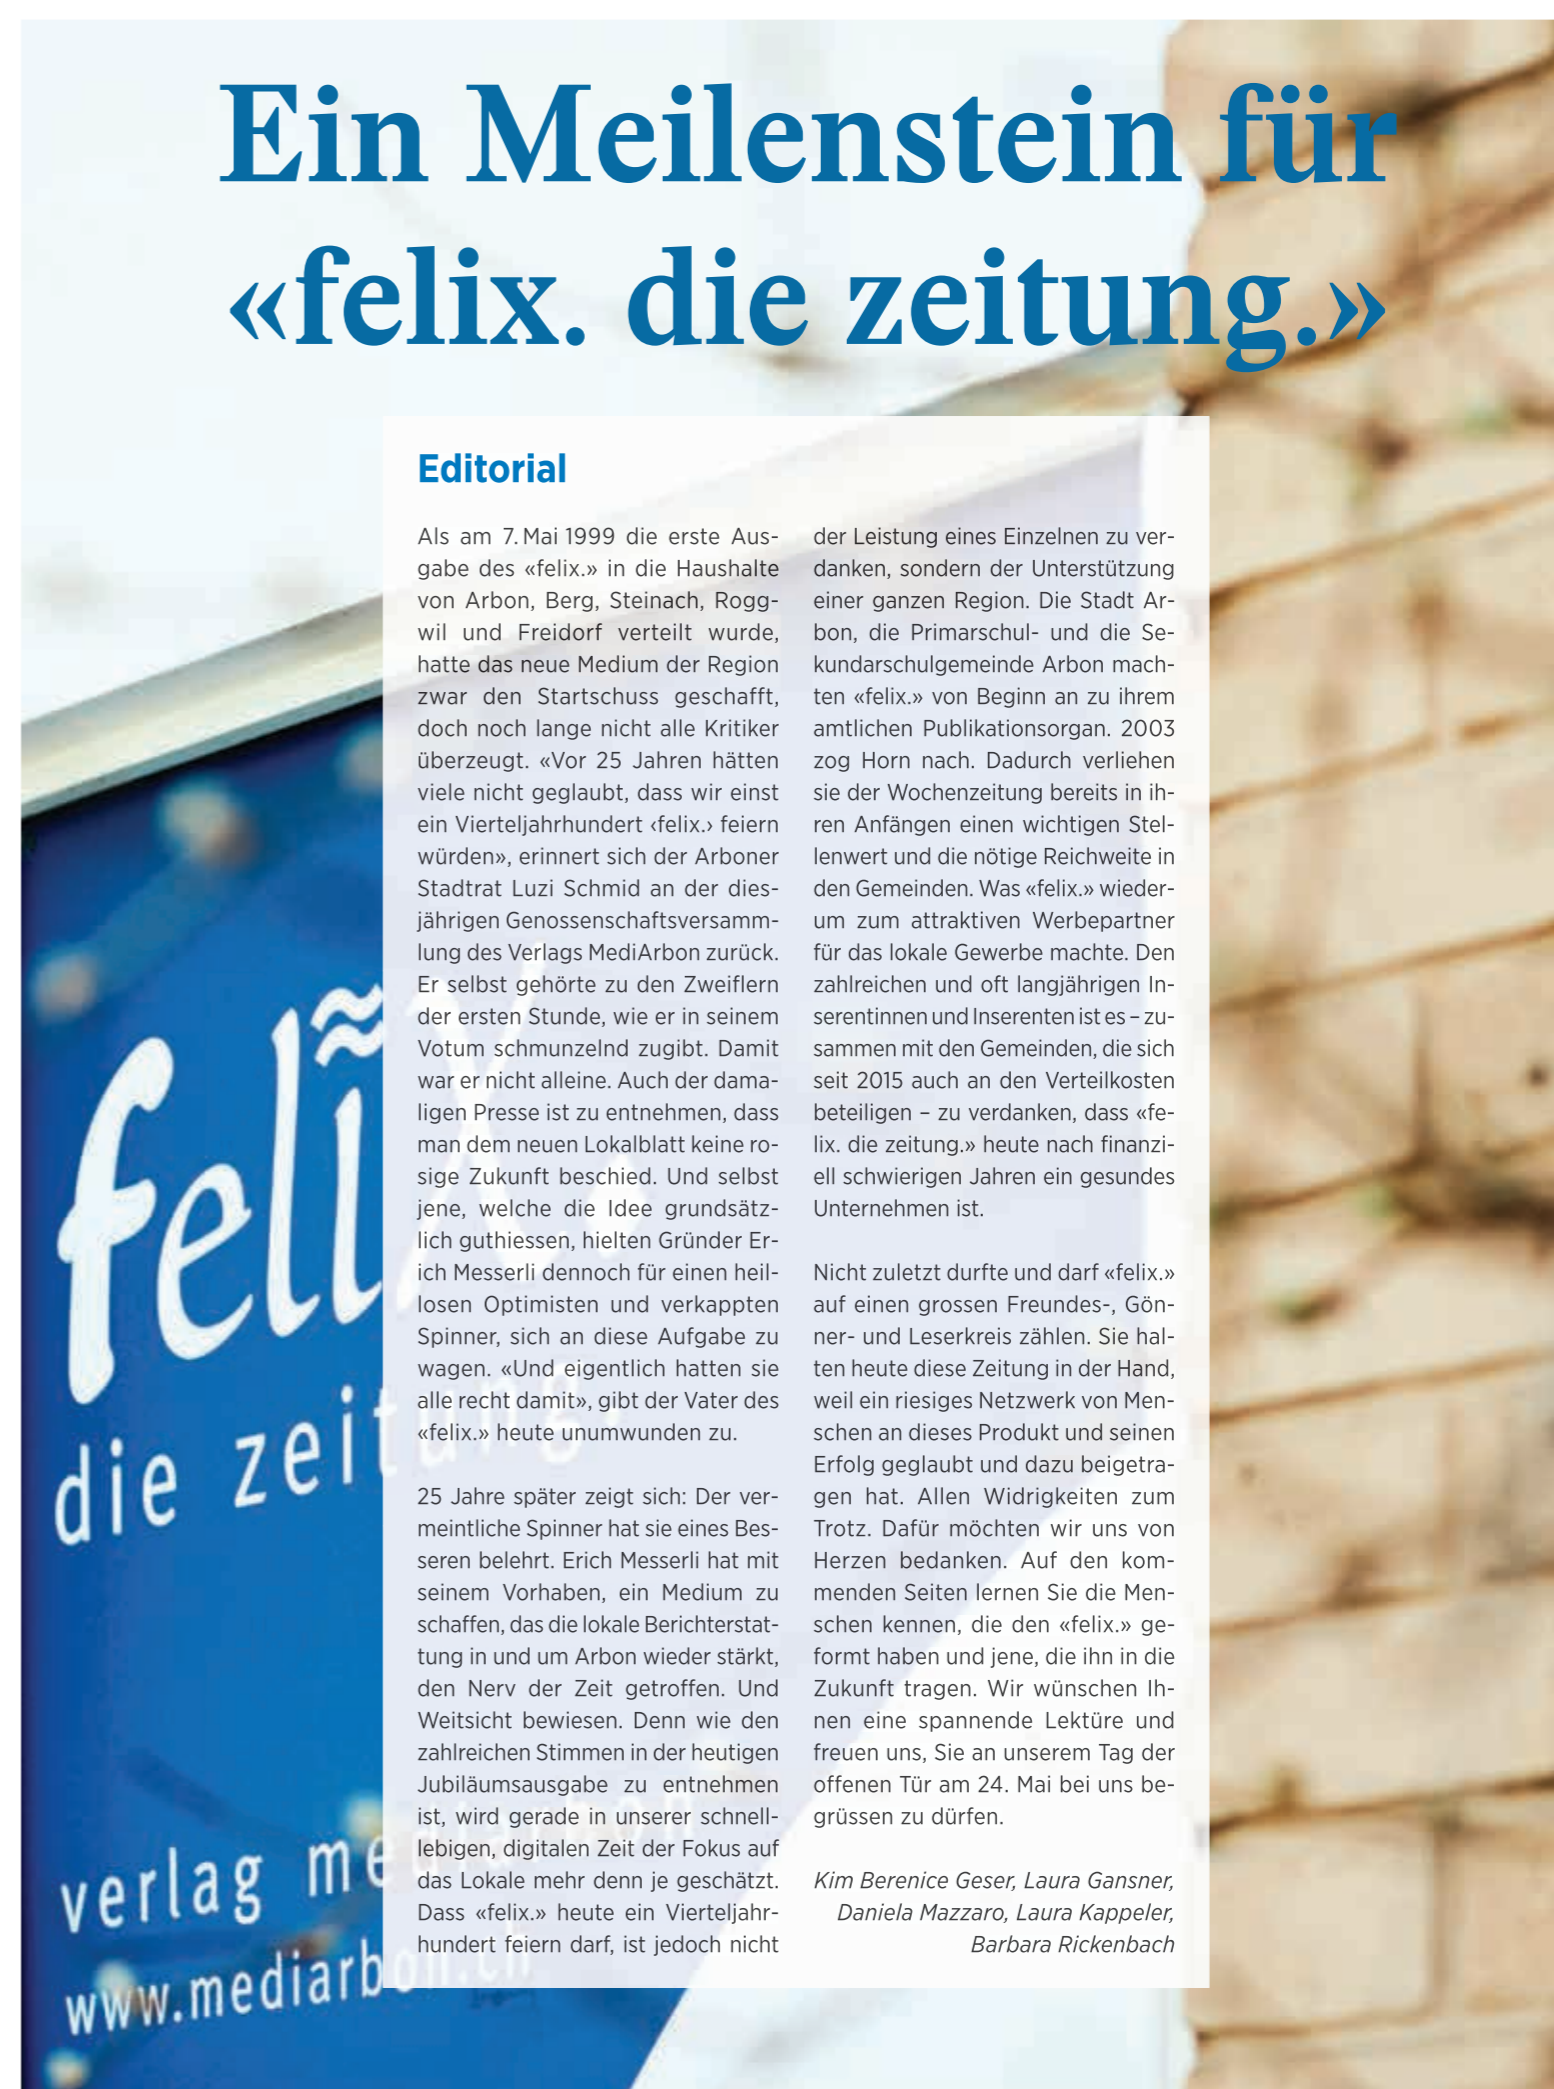 Ein Meilenstein für
«felix. die zeitung.»
Editorial
Als am 7. Mai 1999 die erste Aus-
gabe des «felix.» in die Haushalte
von Arbon, Berg, Steinach, Rogg-
wil und Freidorf verteilt wurde,
hatte das neue Medium der Region
zwar den Startschuss geschafft,
doch noch lange nicht alle Kritiker
überzeugt. «Vor 25 Jahren hätten
viele nicht geglaubt, dass wir einst
ein Vierteljahrhundert ‹felix.› feiern
würden», erinnert sich der Arboner
Stadtrat Luzi Schmid an der dies-
jährigen Genossenschaftsversamm-
lung des Verlags MediArbon zurück.
Er selbst gehörte zu den Zweiflern
der ersten Stunde, wie er in seinem
Votum schmunzelnd zugibt. Damit
war er nicht alleine. Auch der dama-
ligen Presse ist zu entnehmen, dass
man dem neuen Lokalblatt keine ro-
sige Zukunft beschied. Und selbst
jene, welche die Idee grundsätz-
lich guthiessen, hielten Gründer Er-
ich Messerli dennoch für einen heil-
losen Optimisten und verkappten
Spinner, sich an diese Aufgabe zu
wagen. «Und eigentlich hatten sie
alle recht damit», gibt der Vater des
«felix.» heute unumwunden zu.
25 Jahre später zeigt sich: Der ver-
meintliche Spinner hat sie eines Bes-
seren belehrt. Erich Messerli hat mit
seinem Vorhaben, ein Medium zu
schaffen, das die lokale Berichterstat-
tung in und um Arbon wieder stärkt,
den Nerv der Zeit getroffen. Und
Weitsicht bewiesen. Denn wie den
zahlreichen Stimmen in der heutigen
Jubiläumsausgabe zu entnehmen
ist, wird gerade in unserer schnell-
lebigen, digitalen Zeit der Fokus auf
das Lokale mehr denn je geschätzt.
Dass «felix.» heute ein Vierteljahr-
hundert feiern darf, ist jedoch nicht
der Leistung eines Einzelnen zu ver-
danken, sondern der Unterstützung
einer ganzen Region. Die Stadt Ar-
bon, die Primarschul- und die Se-
kundarschulgemeinde Arbon mach-
ten «felix.» von Beginn an zu ihrem
amtlichen Publikationsorgan. 2003
zog Horn nach. Dadurch verliehen
sie der Wochenzeitung bereits in ih-
ren Anfängen einen wichtigen Stel-
lenwert und die nötige Reichweite in
den Gemeinden. Was «felix.» wieder-
um zum attraktiven Werbepartner
für das lokale Gewerbe machte. Den
zahlreichen und oft langjährigen In-
serentinnen und Inserenten ist es – zu-
sammen mit den Gemeinden, die sich
seit 2015 auch an den Verteilkosten
beteiligen – zu verdanken, dass «fe-
lix. die zeitung.» heute nach finanzi-
ell schwierigen Jahren ein gesundes
Unternehmen ist.
Nicht zuletzt durfte und darf «felix.»
auf einen grossen Freundes-, Gön-
ner- und Leserkreis zählen. Sie hal-
ten heute diese Zeitung in der Hand,
weil ein riesiges Netzwerk von Men-
schen an dieses Produkt und seinen
Erfolg geglaubt und dazu beigetra-
gen hat. Allen Widrigkeiten zum
Trotz. Dafür möchten wir uns von
Herzen bedanken. Auf den kom-
menden Seiten lernen Sie die Men-
schen kennen, die den «felix.» ge-
formt haben und jene, die ihn in die
Zukunft tragen. Wir wünschen Ih-
nen eine spannende Lektüre und
freuen uns, Sie an unserem Tag der
offenen Tür am 24. Mai bei uns be-
grüssen zu dürfen.
Kim Berenice Geser, Laura Gansner,
Daniela Mazzaro, Laura Kappeler,
Barbara Rickenbach
felix.
die zeitung.
verlag mediarbon
www.mediarbon.ch